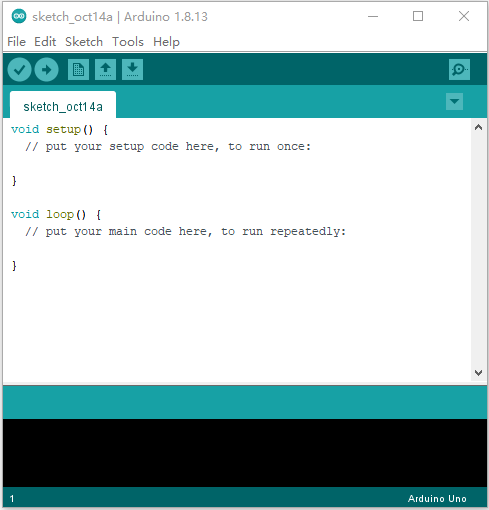 sketch_oct14a | Arduino 1.8.13
File Edit Sketch Tools Help
sketch_oct14a
void setup() {
  // put your setup code here, to run once:
}
void loop() {
  // put your main code here, to run repeatedly:
}
1
Arduino Uno